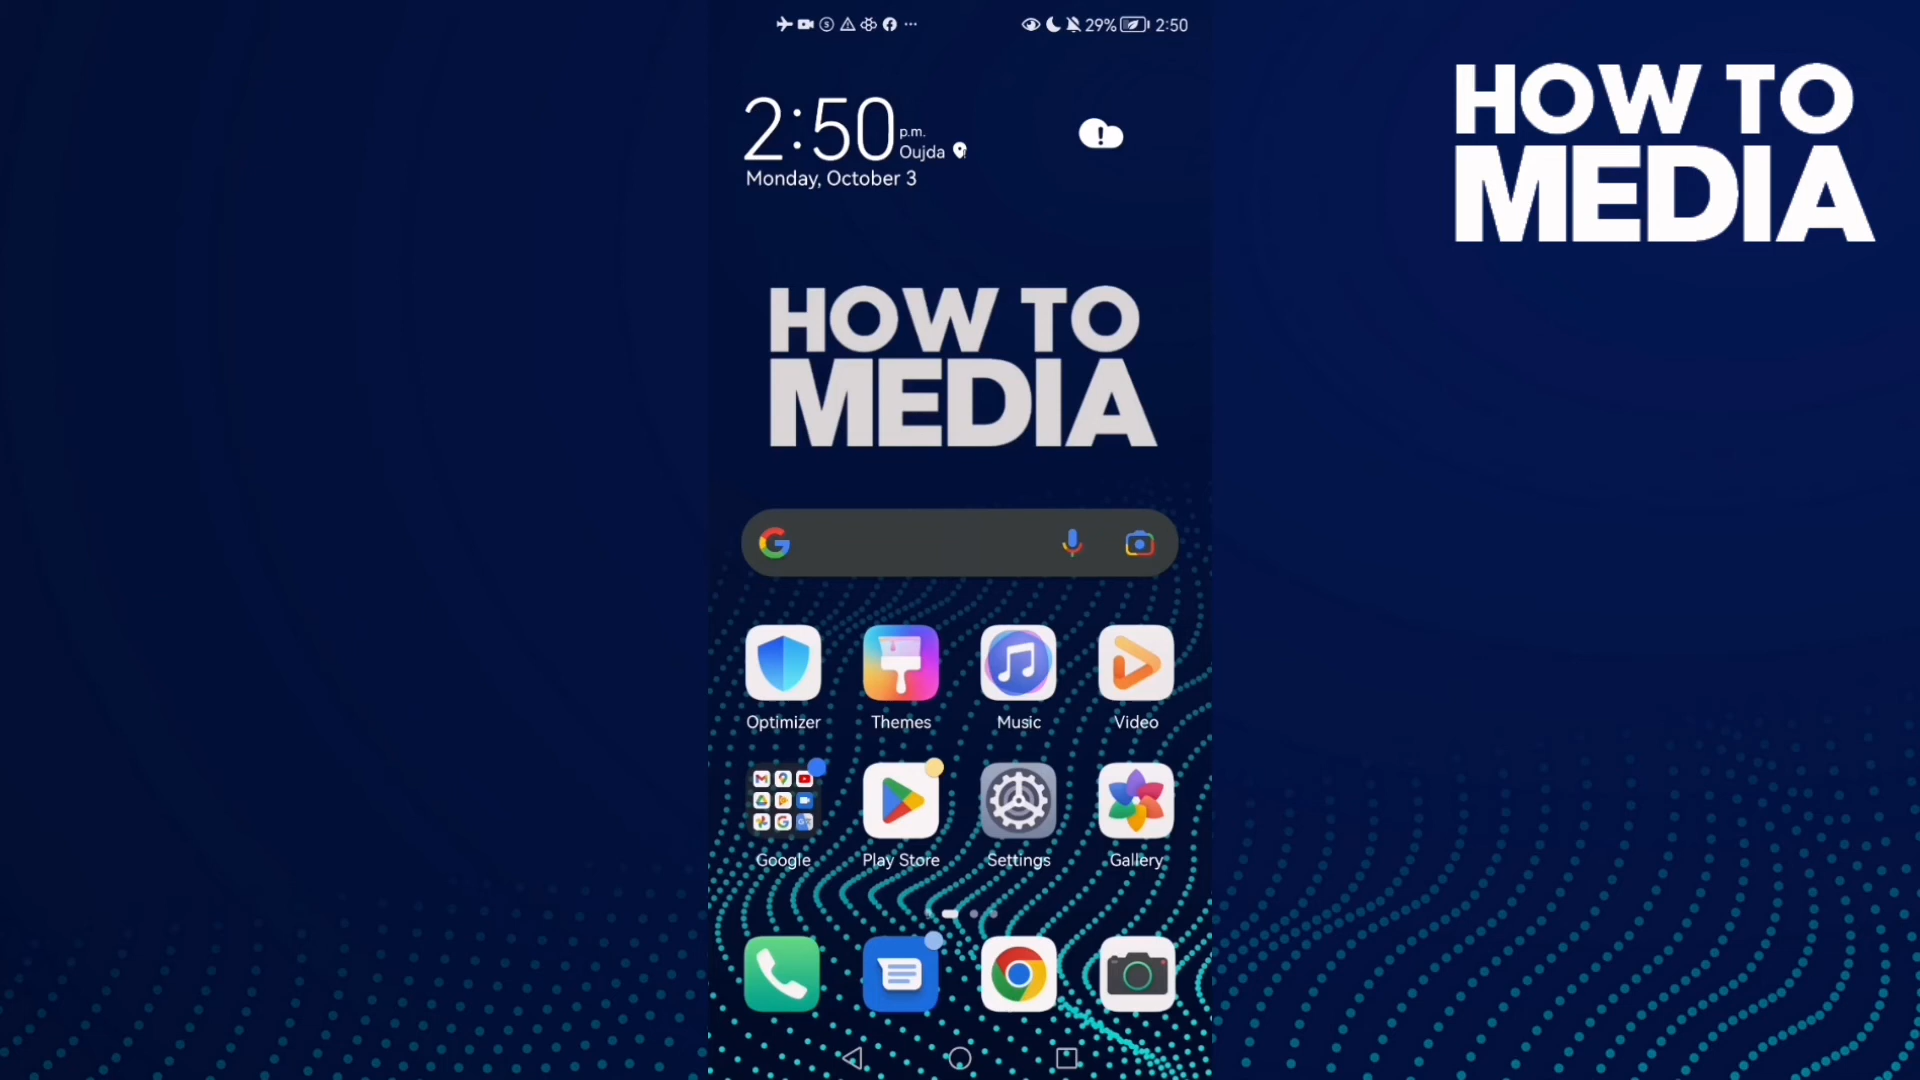 29% 2:50
2:50 p.m.
Oujda
Monday, October 3
HOW TO
MEDIA
HOW TO
MEDIA
Optimizer Themes Music Video
Google Play Store Settings Gallery